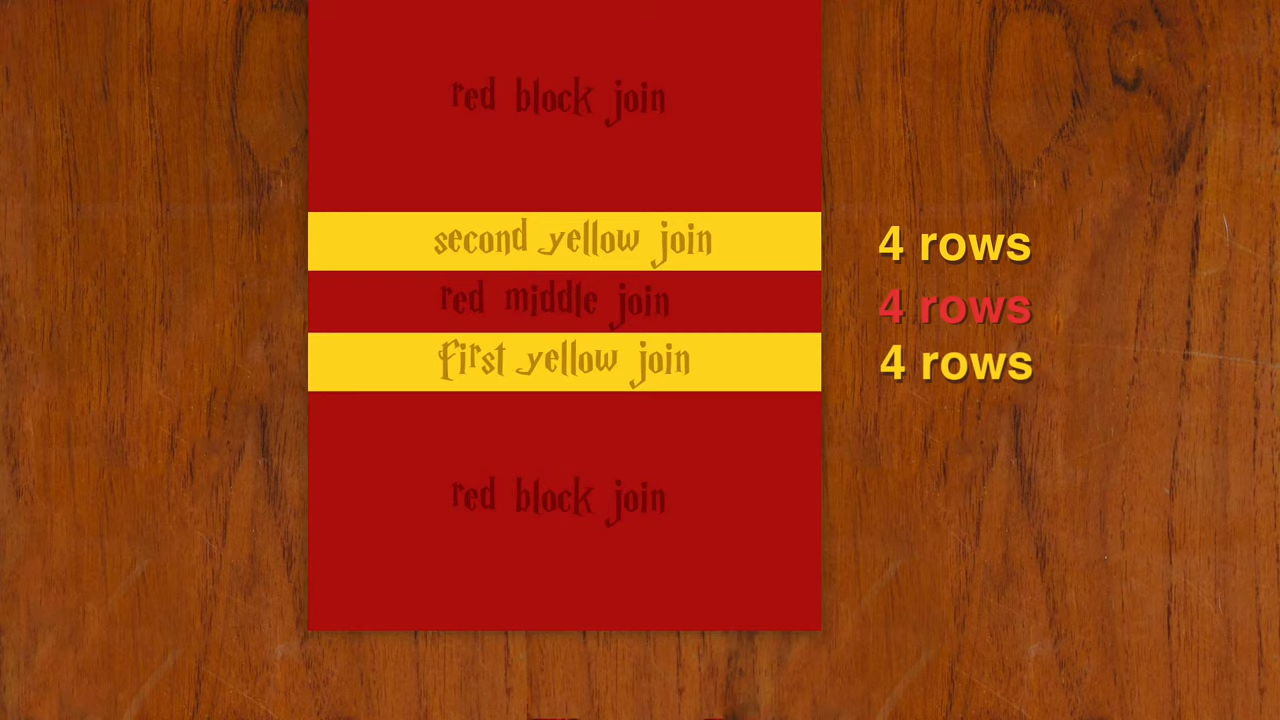 red block join
second yellow join 4 rows
red middle join 4 rows
first yellow join 4 rows
red block join